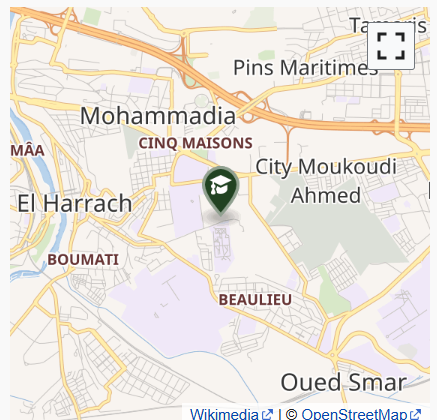 Tamaris
Pins Maritimes
Mohammadia
CINQ MAISONS
MÂA
City Moukoudi
Ahmed
El Harrach
BOUMATI
BEAULIEU
Oued Smar
Wikimedia | © OpenStreetMap